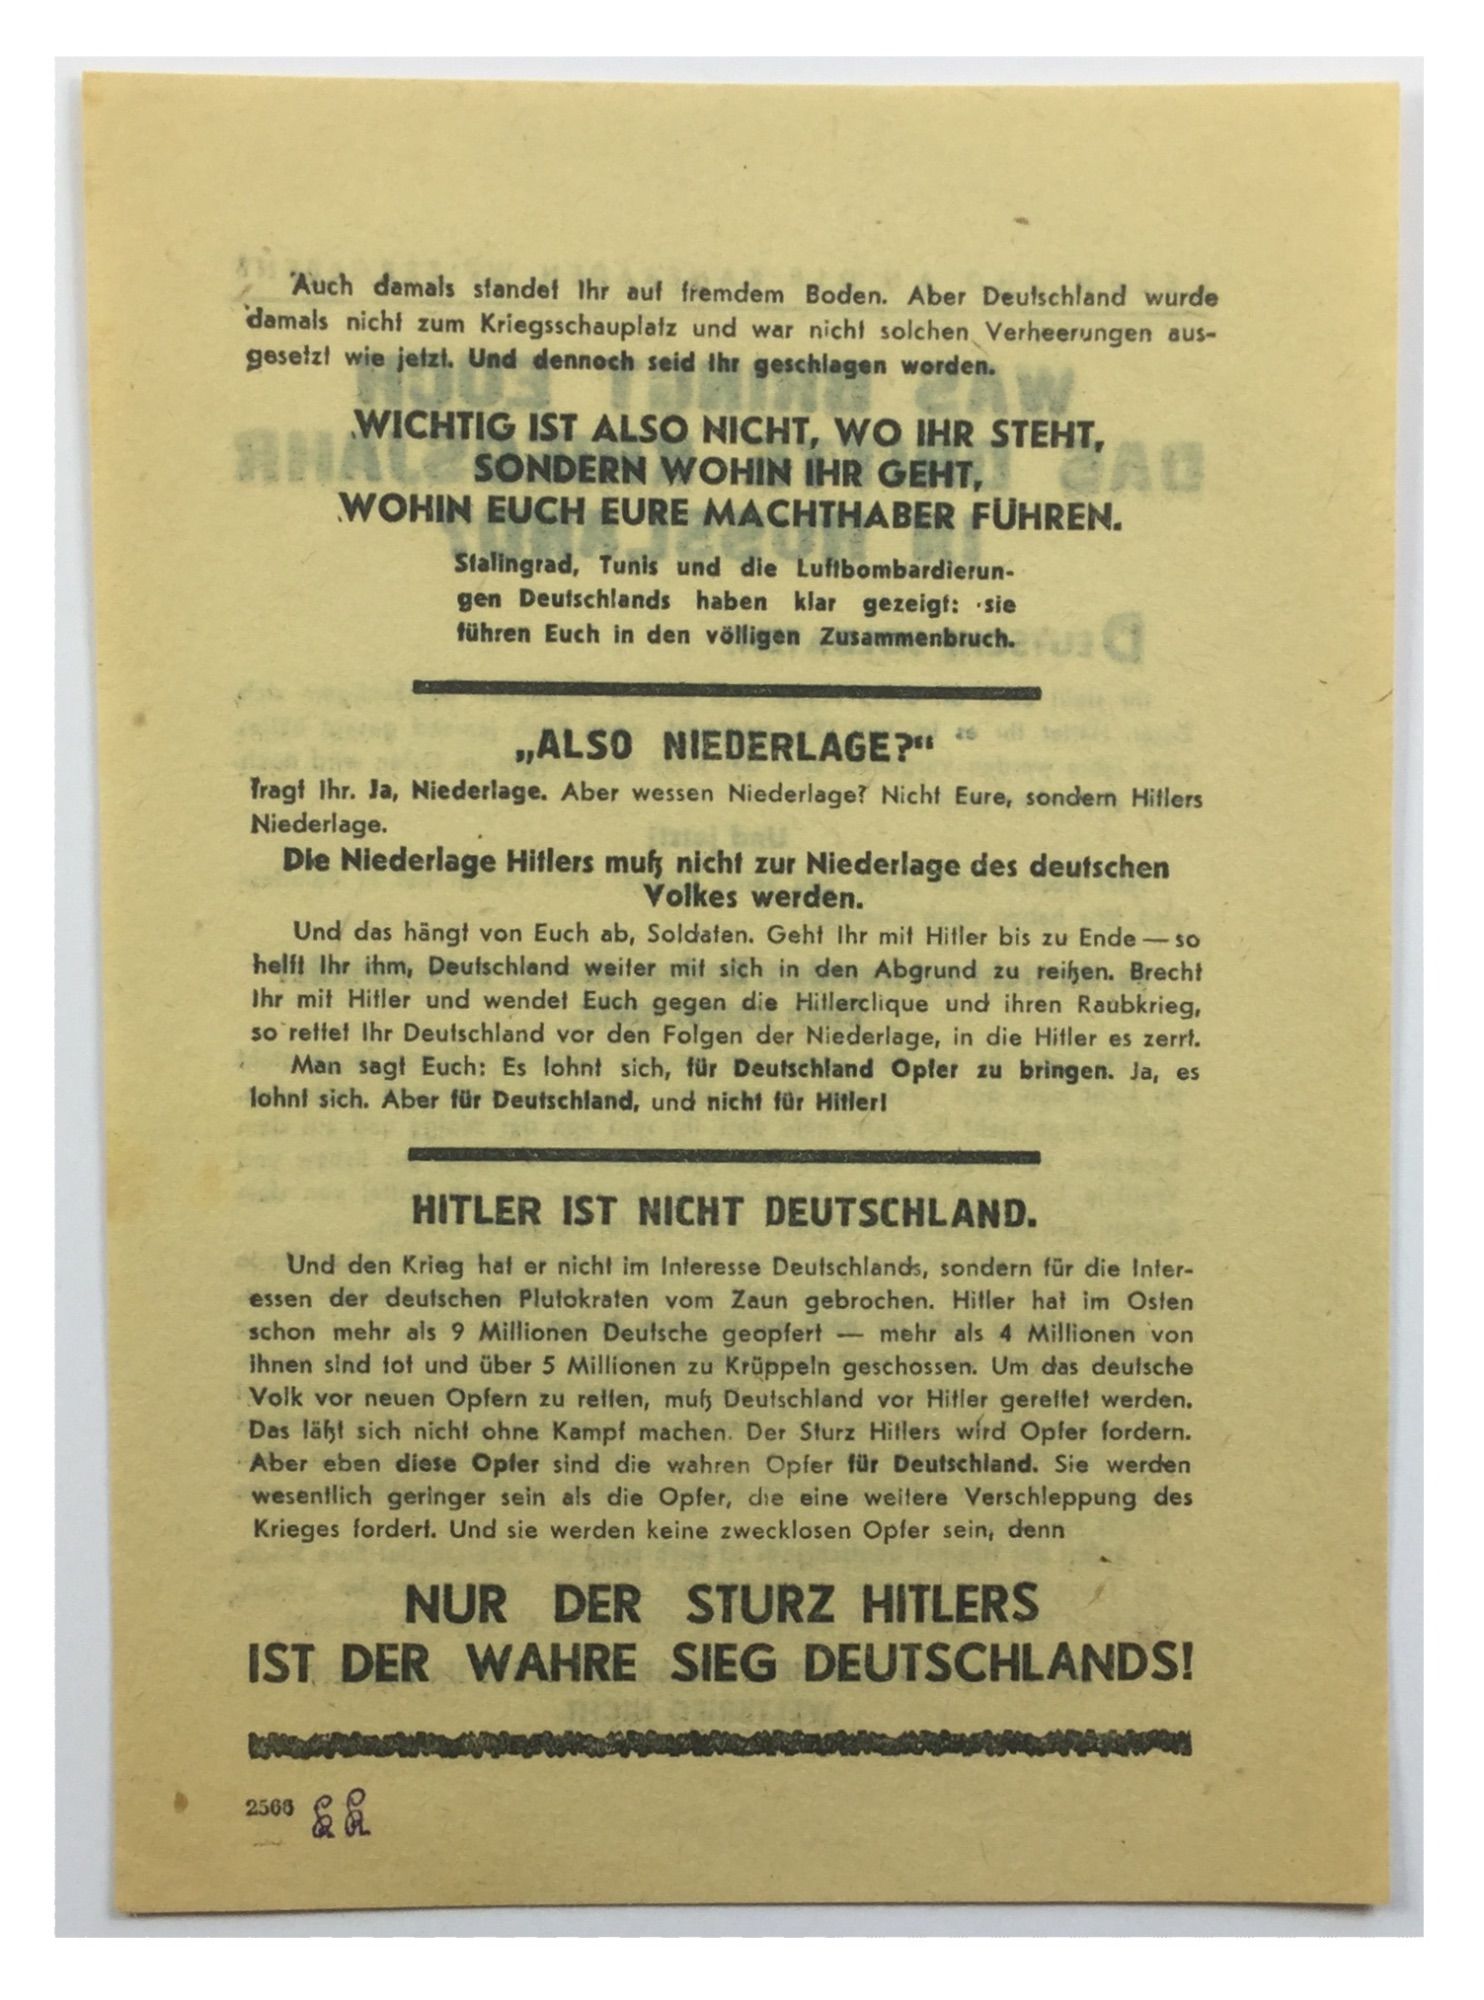 Auch damals standet Ihr auf fremdem Boden. Aber Deutschland wurde
damals nicht zum Kriegsschauplatz und war nicht solchen Verheerungen aus-
gesetzt wie jetzt. Und dennoch seid Ihr geschlagen worden.
WICHTIG IST ALSO NICHT, WO IHR STEHT,
SONDERN WOHIN IHR GEHT,
WOHIN EUCH EURE MACHTHABER FÜHREN.
Stalingrad, Tunis und die Luftbombardierun-
gen Deutschlands haben klar gezeigt: sie
führen Euch in den völligen Zusammenbruch.
„ALSO NIEDERLAGE?“
fragt Ihr. Ja, Niederlage. Aber wessen Niederlage? Nicht Eure, sondern Hitlers
Niederlage.
Die Niederlage Hitlers muß nicht zur Niederlage des deutschen
Volkes werden.
Und das hängt von Euch ab, Soldaten. Geht Ihr mit Hitler bis zu Ende — so
helft Ihr ihm, Deutschland weiter mit sich in den Abgrund zu reißen. Brecht
Ihr mit Hitler und wendet Euch gegen die Hitlerclique und ihren Raubkrieg,
so rettet Ihr Deutschland vor den Folgen der Niederlage, in die Hitler es zerrt.
Man sagt Euch: Es lohnt sich, für Deutschland Opfer zu bringen. Ja, es
lohnt sich. Aber für Deutschland, und nicht für Hitler!
HITLER IST NICHT DEUTSCHLAND.
Und den Krieg hat er nicht im Interesse Deutschlands, sondern für die Inter-
essen der deutschen Plutokraten vom Zaun gebrochen. Hitler hat im Osten
schon mehr als 9 Millionen Deutsche geopfert — mehr als 4 Millionen von
ihnen sind tot und über 5 Millionen zu Krüppeln geschossen. Um das deutsche
Volk vor neuen Opfern zu retten, muß Deutschland vor Hitler gerettet werden.
Das läßt sich nicht ohne Kampf machen. Der Sturz Hitlers wird Opfer fordern.
Aber eben diese Opfer sind die wahren Opfer für Deutschland. Sie werden
wesentlich geringer sein als die Opfer, die eine weitere Verschleppung des
Krieges fordert. Und sie werden keine zwecklosen Opfer sein, denn
NUR DER STURZ HITLERS
IST DER WAHRE SIEG DEUTSCHLANDS!
2566